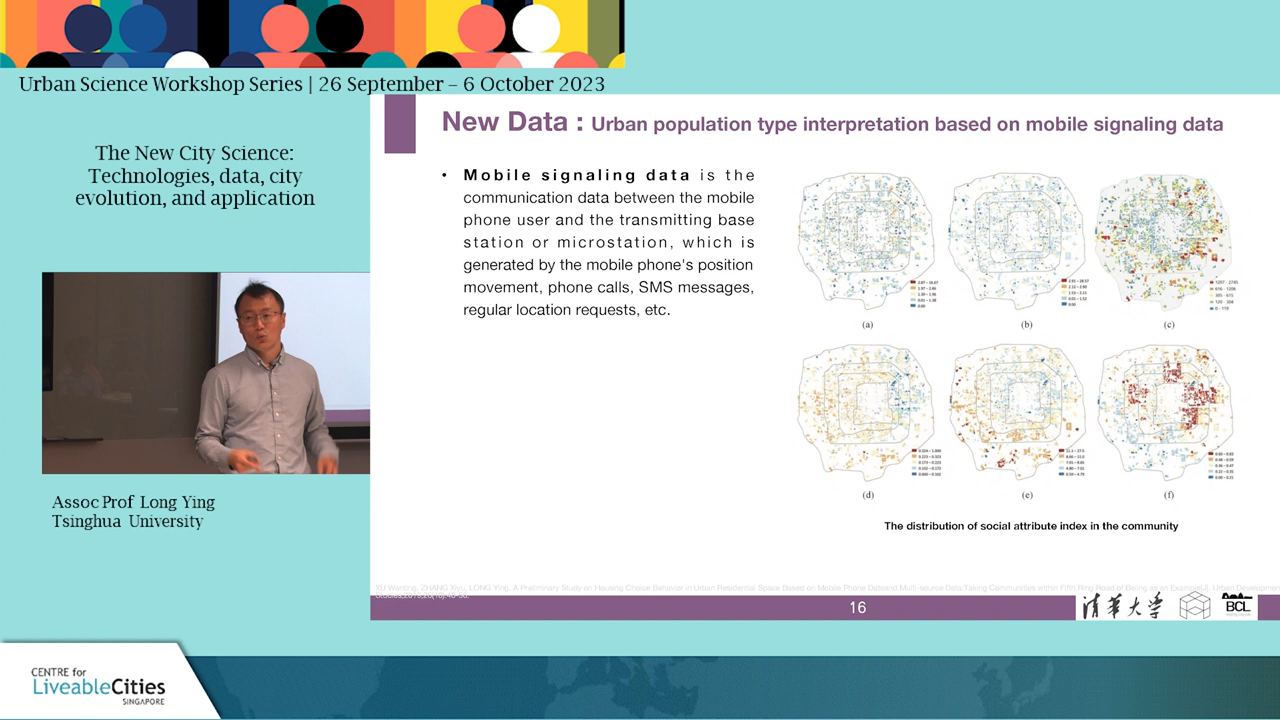 Urban Science Workshop Series | 26 September – 6 October 2023
The New City Science:
Technologies, data, city
evolution, and application
Assoc Prof Long Ying
Tsinghua University
New Data : Urban population type interpretation based on mobile signaling data
• Mobile signaling data is the
communication data between the mobile
phone user and the transmitting base
station or microstation, which is
generated by the mobile phone's position
movement, phone calls, SMS messages,
regular location requests, etc.
(a)
(b)
(c)
(d)
(e)
(f)
The distribution of social attribute index in the community
16
清華大学
BCL
CENTRE for
LiveableCities
SINGAPORE